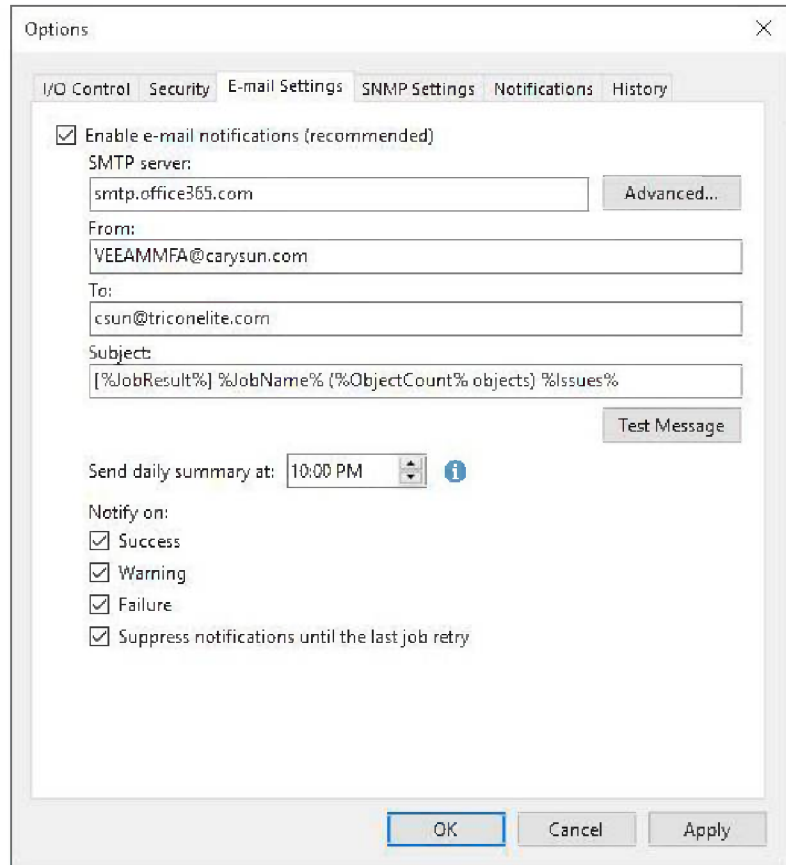 Options
I/O Control Security E-mail Settings SNMP Settings Notifications History
Enable e-mail notifications (recommended)
SMTP server:
smtp.office365.com Advanced...
From:
VEEAMMFA@carysun.com
To:
csun@triconelite.com
Subject:
[%JobResult%] %JobName% (%ObjectCount% objects) %Issues%
Test Message
Send daily summary at: 10:00 PM
Notify on:
Success
Warning
Failure
Suppress notifications until the last job retry
OK Cancel Apply